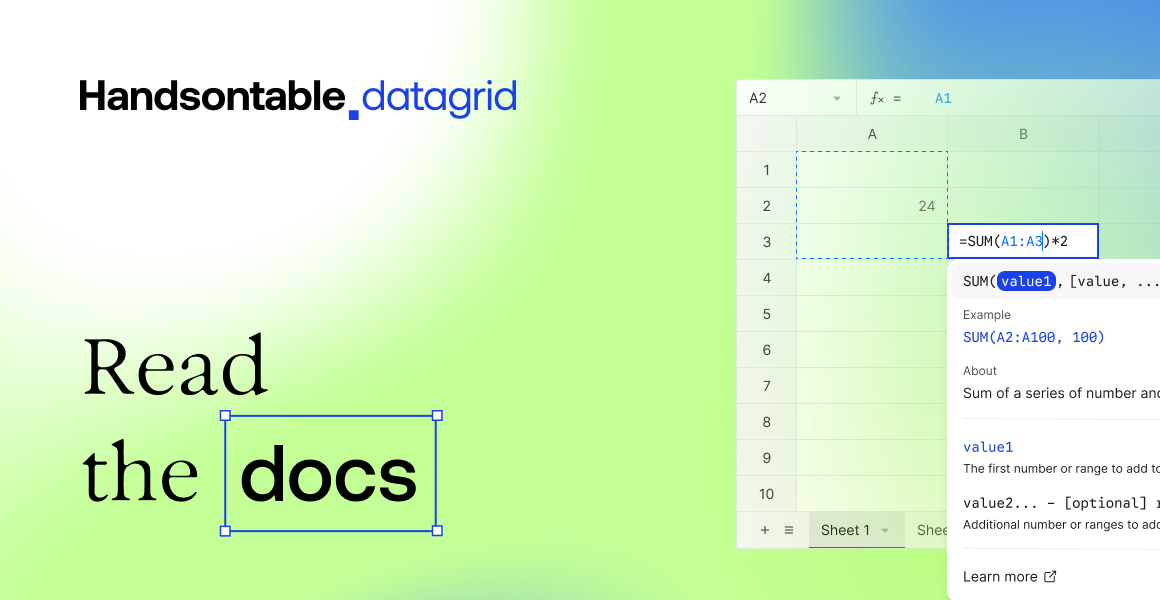 Handsontable.datagrid
Read
the docs
A2
fx = A1
A B
1
2 24
3 =SUM(A1:A3)*2
4
5
6
7
8
9
10
SUM(value1, [value, ...
Example
SUM(A2:A100, 100)
About
Sum of a series of number and
value1
The first number or range to add to
value2... – [optional]
Additional number or ranges to add
Learn more
+ ≡ Sheet 1 Shee